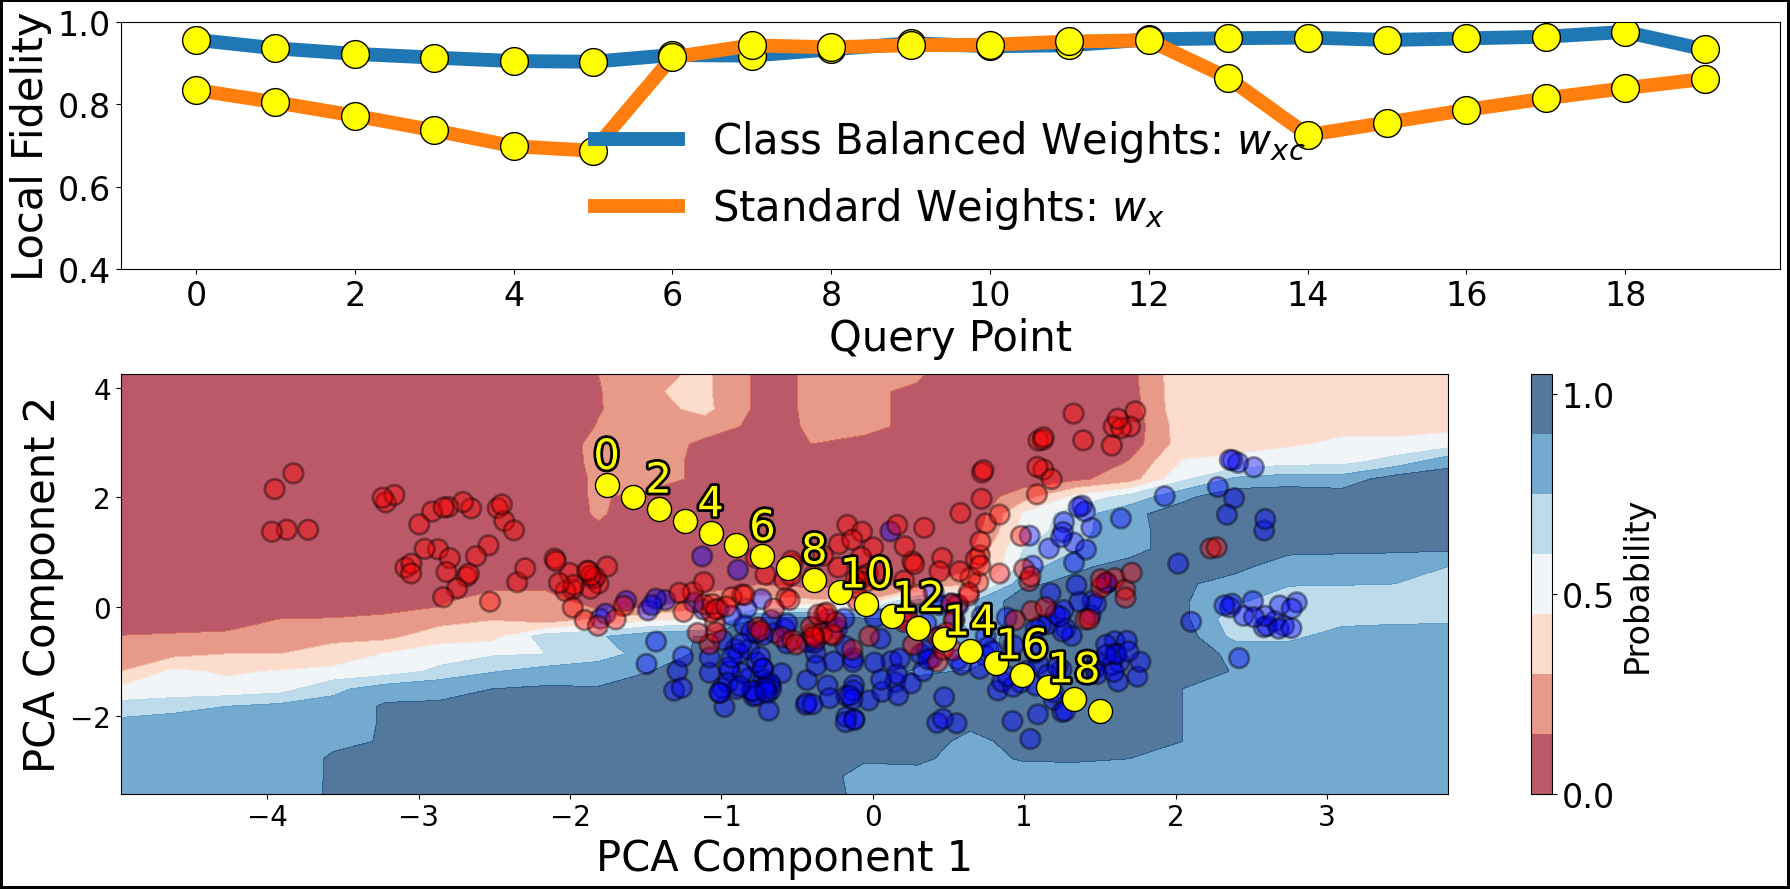 Local Fidelity
1.0
0.8
0.6
0.4
Class Balanced Weights: w_xc
Standard Weights: w_x
0 2 4 6 8 10 12 14 16 18
Query Point
PCA Component 2
4
2
0
−2
0
2
4
6
8
10
12
14
16
18
−4 −3 −2 −1 0 1 2 3
PCA Component 1
1.0
0.5
0.0
Probability